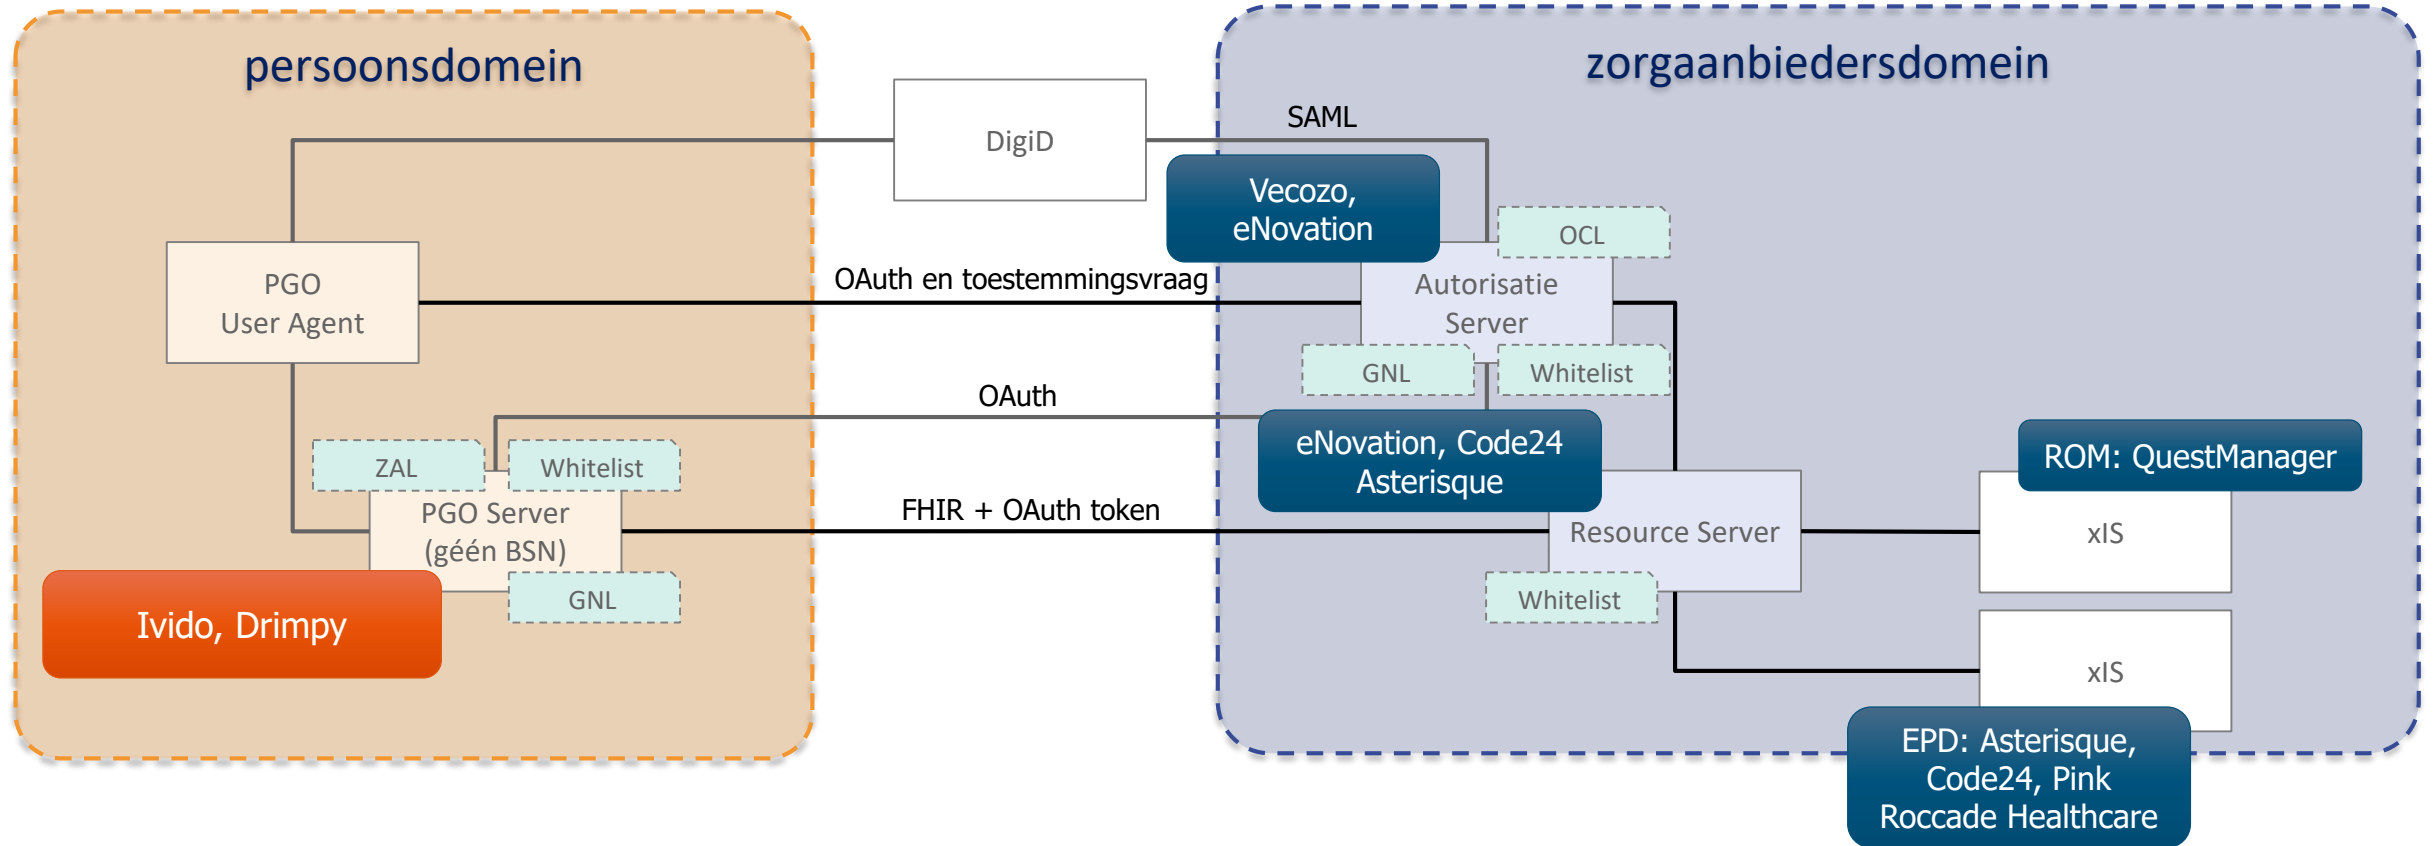 persoonsdomein
zorgaanbiedersdomein
DigiD
SAML
Vecozo,
eNovation
OCL
PGO
User Agent
OAuth en toestemmingsvraag
Autorisatie
Server
GNL
Whitelist
OAuth
eNovation, Code24
Asterisque
ROM: QuestManager
ZAL
Whitelist
PGO Server
(géén BSN)
FHIR + OAuth token
Resource Server
xIS
GNL
Whitelist
Ivido, Drimpy
xIS
EPD: Asterisque,
Code24, Pink
Roccade Healthcare